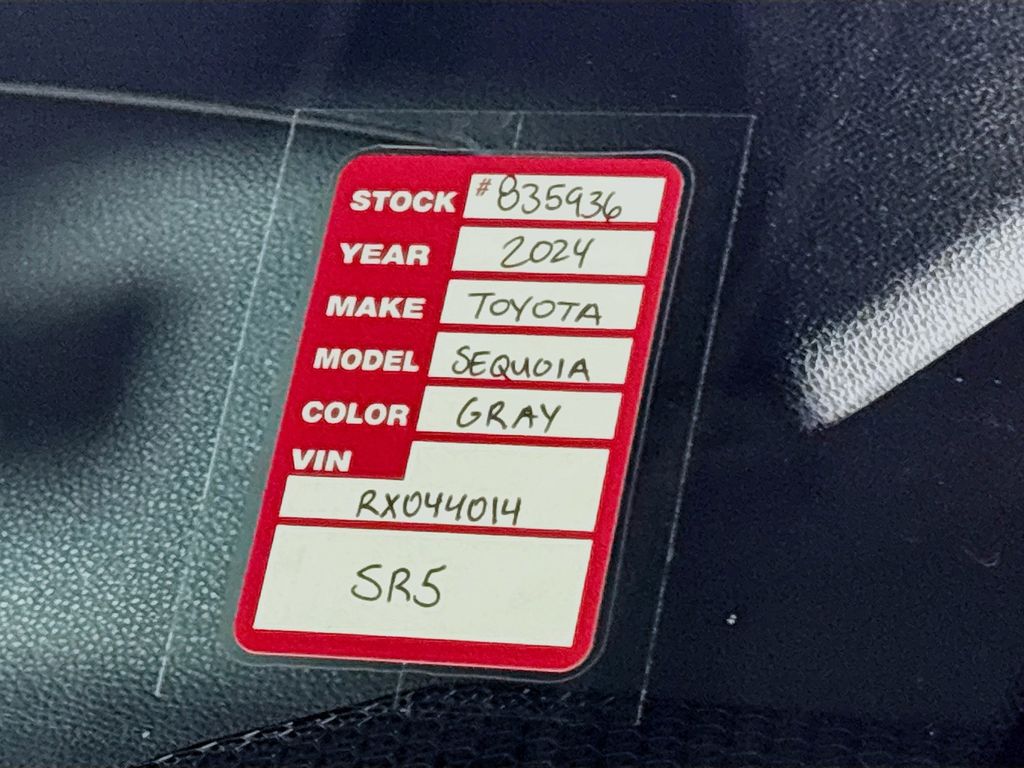 STOCK #835936
YEAR 2024
MAKE TOYOTA
MODEL SEQUOIA
COLOR GRAY
VIN
RX044014
SR5